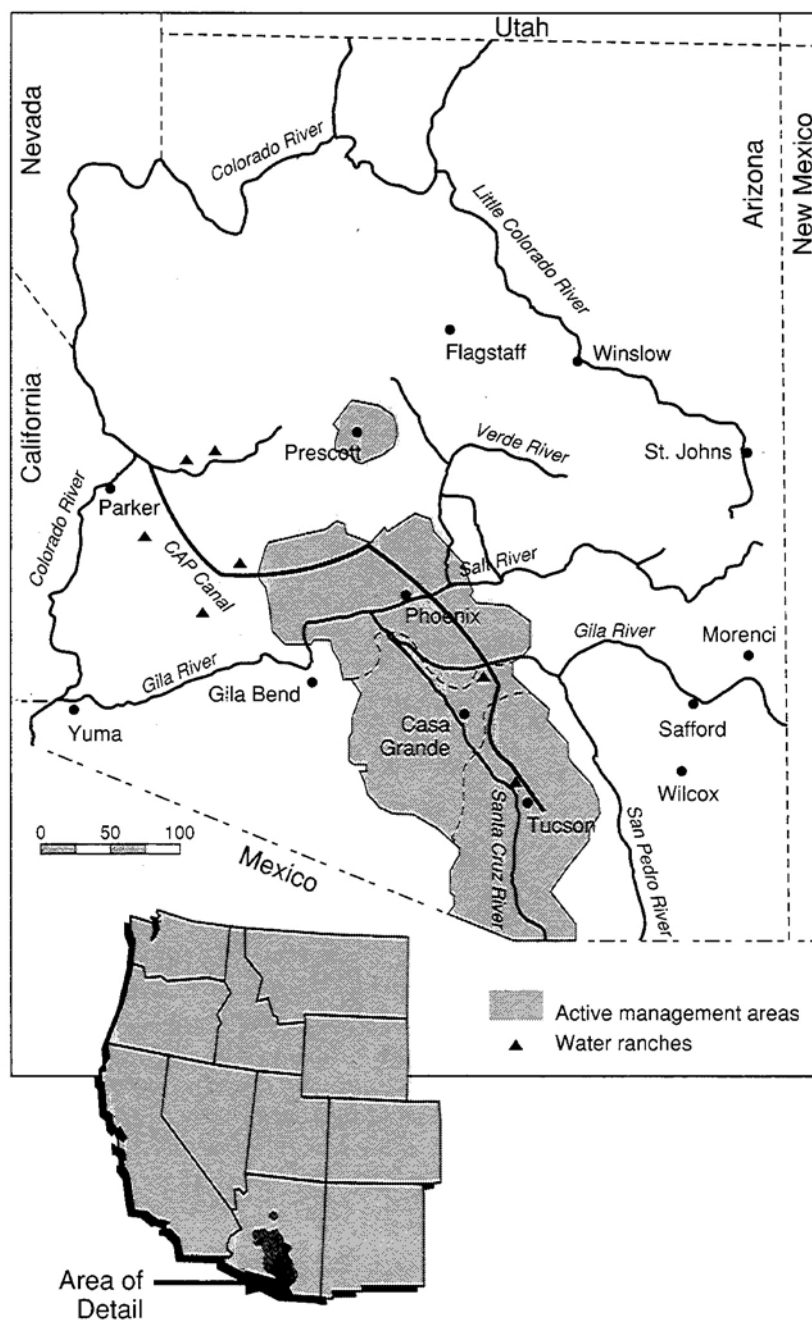 Utah
Nevada
Colorado River
Little Colorado River
Arizona
New Mexico
Flagstaff
Winslow
California
Prescott
Verde River
St. Johns
Parker
Colorado River
CAP Canal
Salt River
Phoenix
Gila River
Morenci
Gila River
Gila Bend
Yuma
Casa
Grande
Safford
Wilcox
Tucson
0 50 100
Mexico
Santa Cruz River
San Pedro River
Active management areas
Water ranches
Area of
Detail